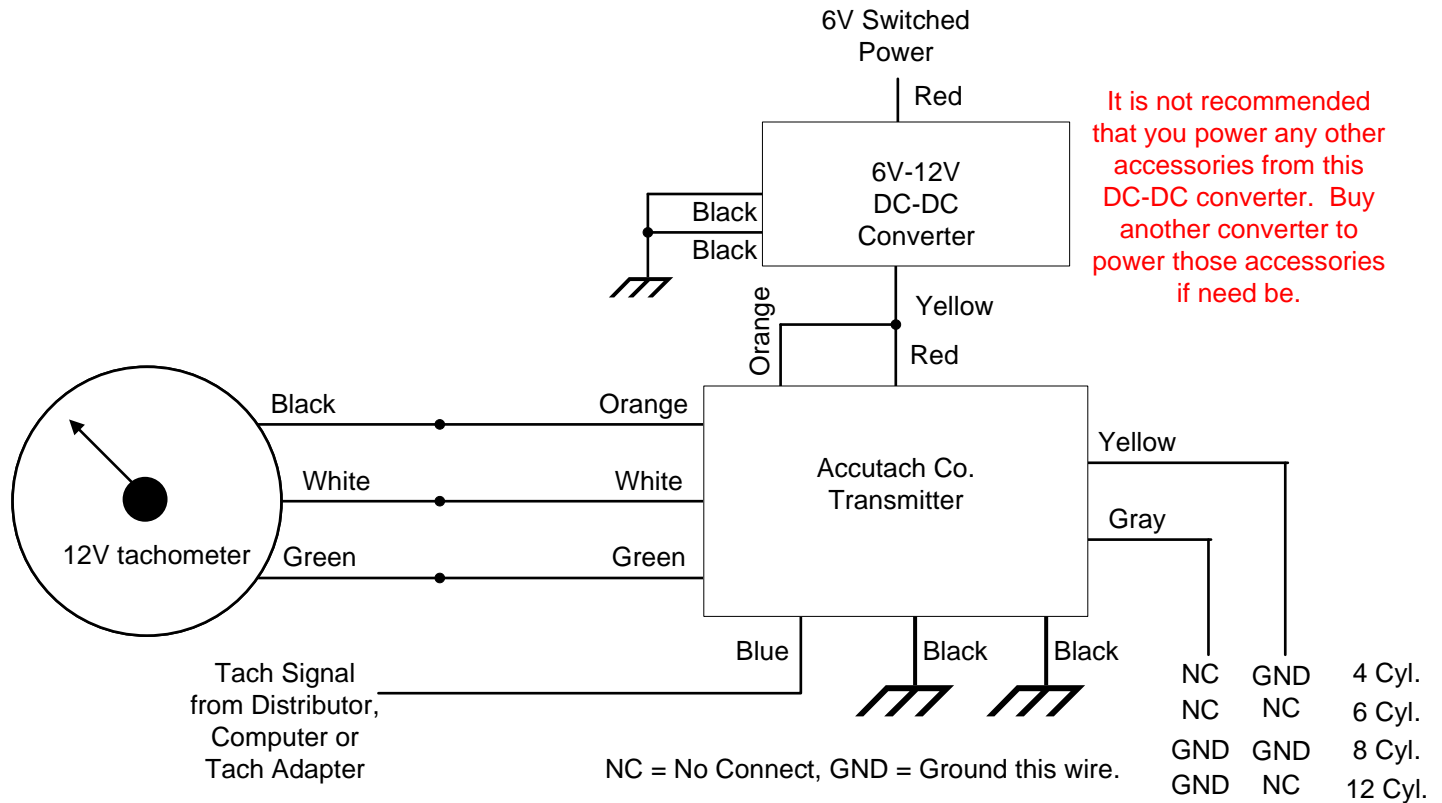 6V Switched
Power
Red
It is not recommended
that you power any other
accessories from this
DC-DC converter. Buy
another converter to
power those accessories
if need be.
6V-12V
DC-DC
Converter
Black
Black
Orange
Yellow
Red
Black
Orange
White
White
Green
Green
12V tachometer
Accutach Co.
Transmitter
Yellow
Gray
Blue
Black
Black
Tach Signal
from Distributor,
Computer or
Tach Adapter
NC GND 4 Cyl.
NC NC 6 Cyl.
GND GND 8 Cyl.
GND NC 12 Cyl.
NC = No Connect, GND = Ground this wire.